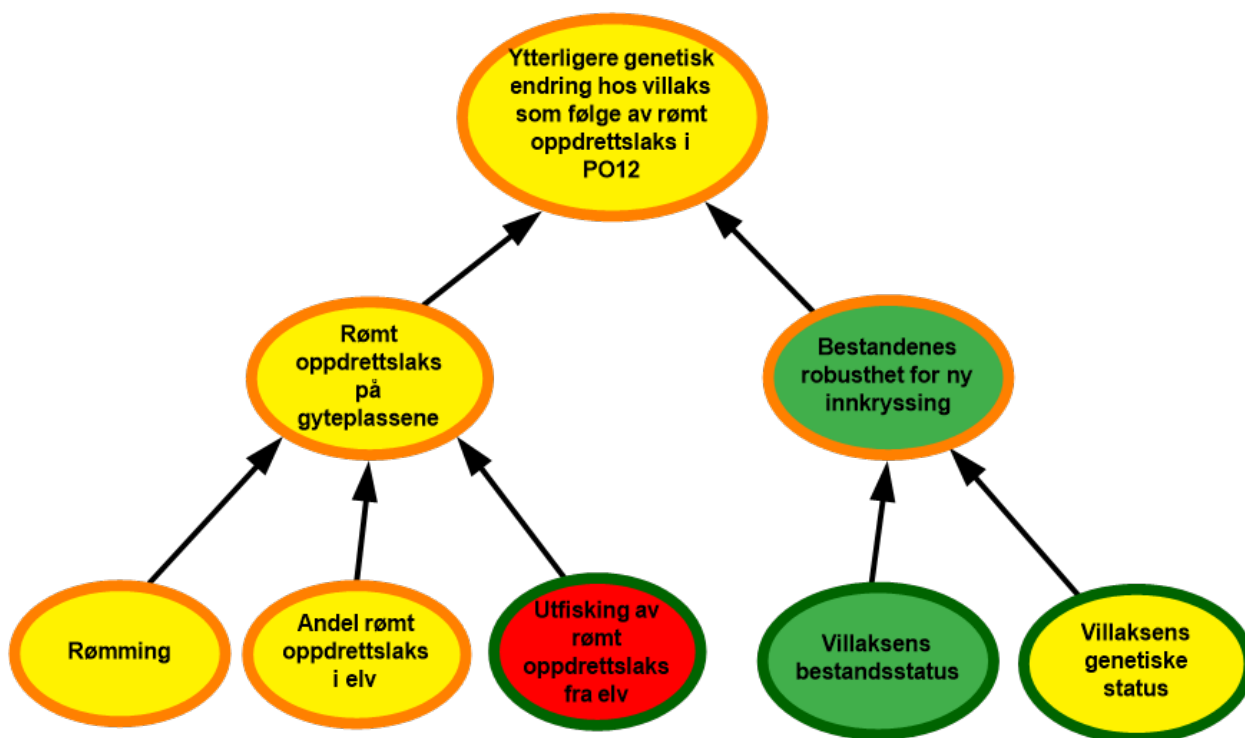 Ytterligere genetisk
endring hos villaks
som følge av rømt
oppdrettslaks i
PO12
Rømt
oppdrettslaks
på
gyteplassene
Bestandenes
robusthet for ny
innkryssing
Rømming
Andel rømt
oppdrettslaks
i elv
Utfisking av
rømt
oppdrettslaks
fra elv
Villaksens
bestandsstatus
Villaksens
genetiske
status